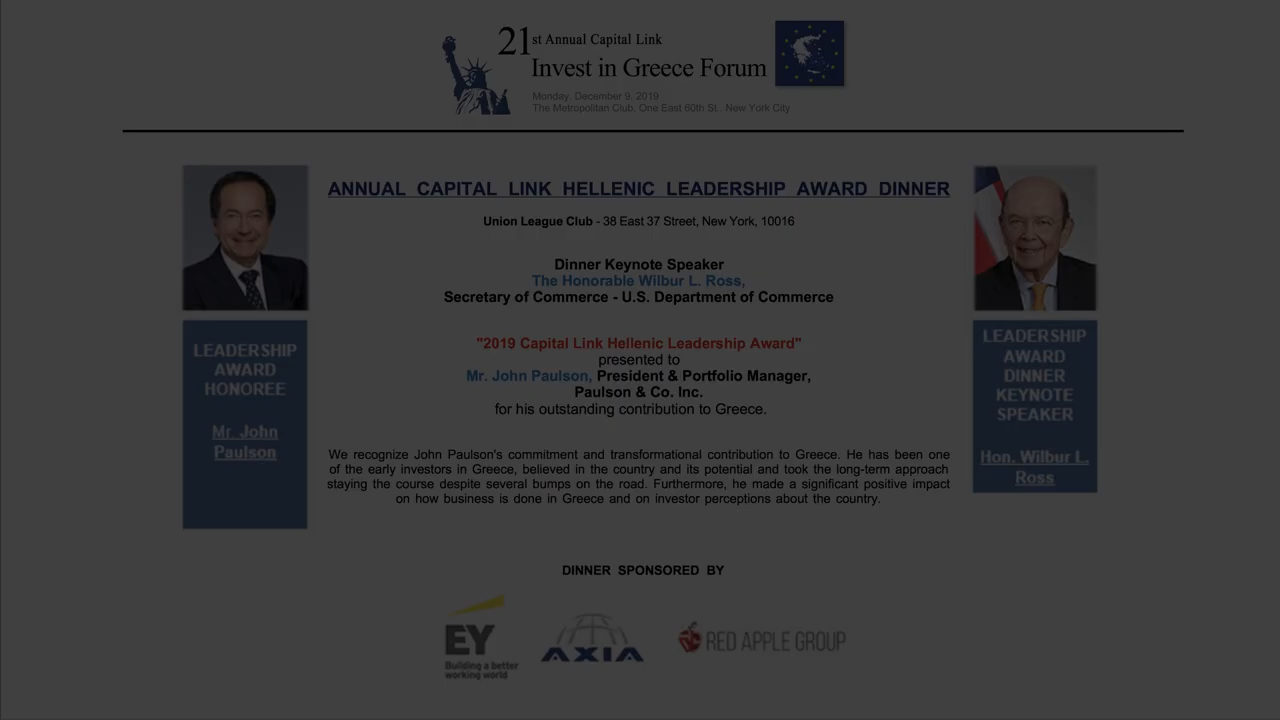 21st Annual Capital Link
Invest in Greece Forum
Monday, December 9, 2019
The Metropolitan Club, One East 60th St., New York City
ANNUAL CAPITAL LINK HELLENIC LEADERSHIP AWARD DINNER
Union League Club - 38 East 37 Street, New York, 10016
Dinner Keynote Speaker
The Honorable Wilbur L. Ross,
Secretary of Commerce - U.S. Department of Commerce
"2019 Capital Link Hellenic Leadership Award"
presented to
Mr. John Paulson, President & Portfolio Manager,
Paulson & Co. Inc.
for his outstanding contribution to Greece.
We recognize John Paulson's commitment and transformational contribution to Greece. He has been one
of the early investors in Greece, believed in the country and its potential and took the long-term approach
staying the course despite several bumps on the road. Furthermore, he made a significant positive impact
on how business is done in Greece and on investor perceptions about the country.
LEADERSHIP
AWARD
HONOREE
Mr. John
Paulson
LEADERSHIP
AWARD
DINNER
KEYNOTE
SPEAKER
Hon. Wilbur L.
Ross
DINNER SPONSORED BY
EY
Building a better
working world
AXIA
RED APPLE GROUP